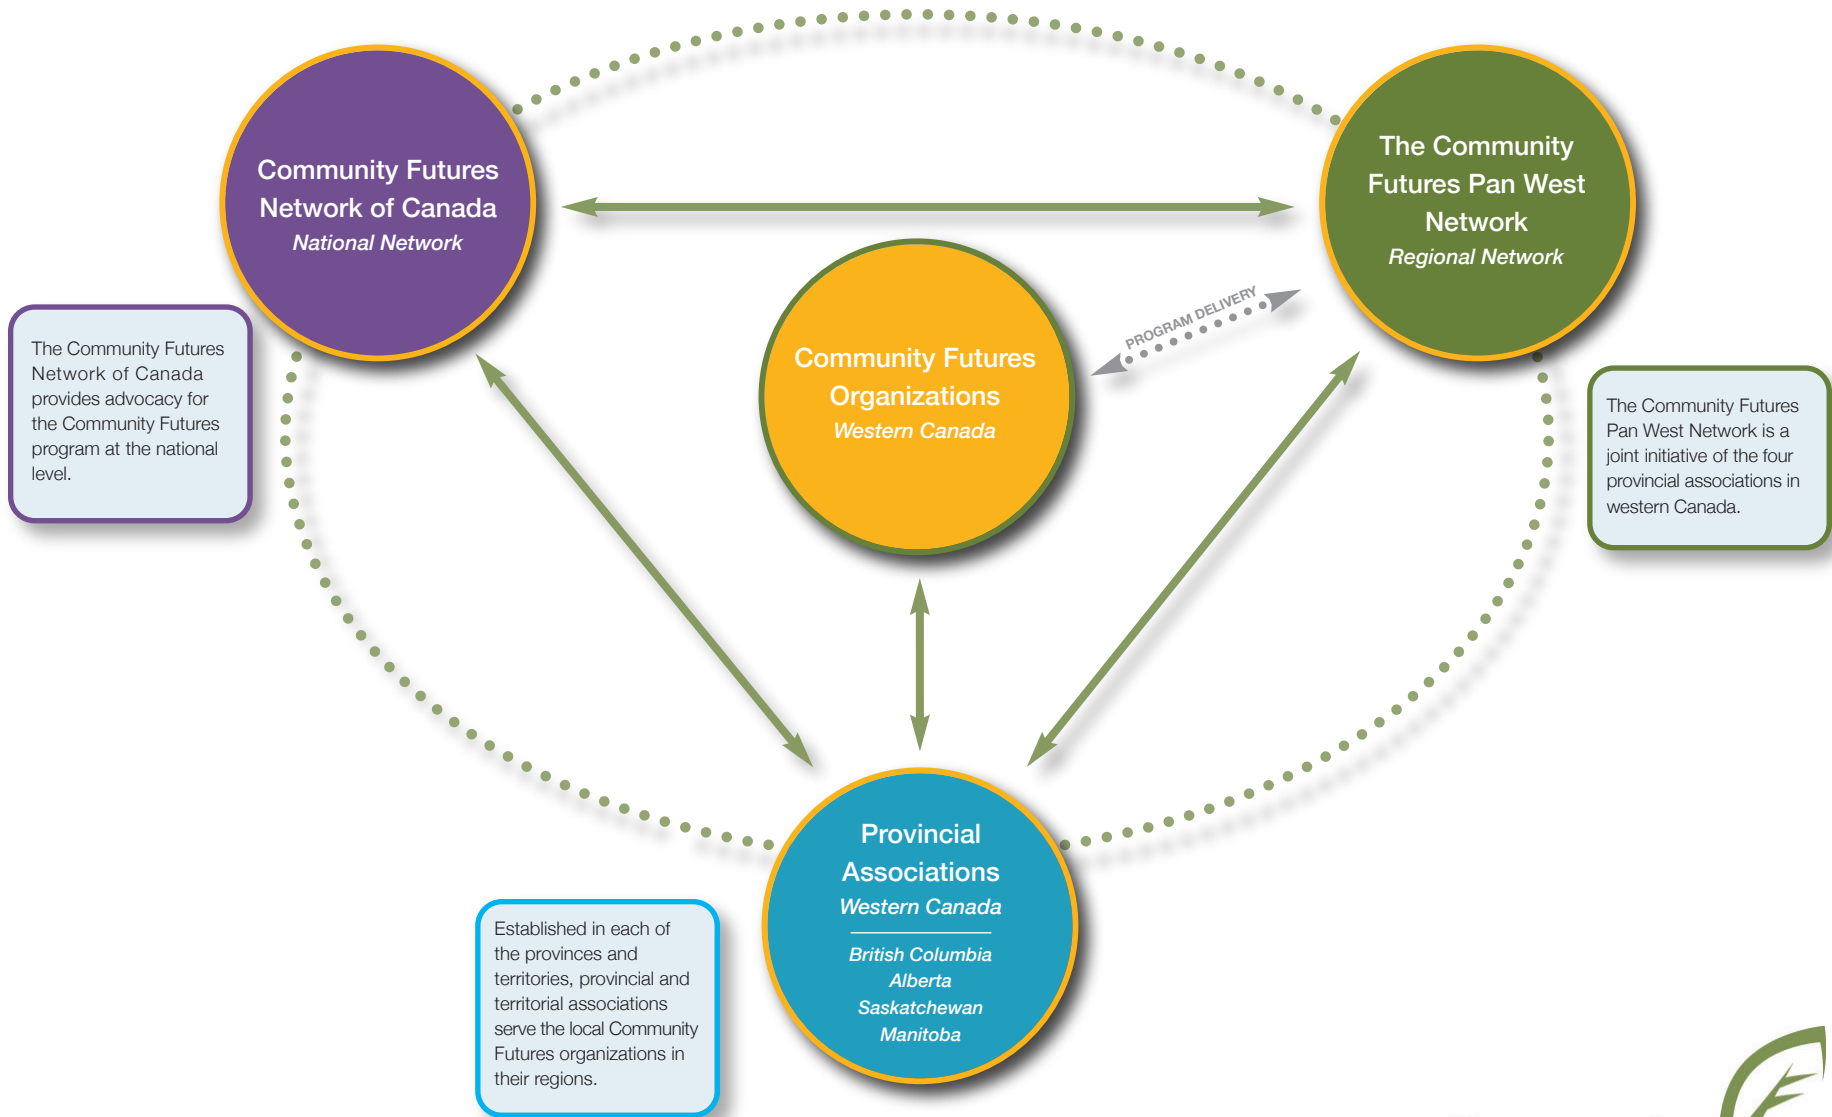 Community Futures
Network of Canada
National Network
The Community
Futures Pan West
Network
Regional Network
PROGRAM DELIVERY
The Community Futures
Network of Canada
provides advocacy for
the Community Futures
program at the national
level.
Community Futures
Organizations
Western Canada
The Community Futures
Pan West Network is a
joint initiative of the four
provincial associations in
western Canada.
Provincial
Associations
Western Canada
British Columbia
Alberta
Saskatchewan
Manitoba
Established in each of
the provinces and
territories, provincial and
territorial associations
serve the local Community
Futures organizations in
their regions.